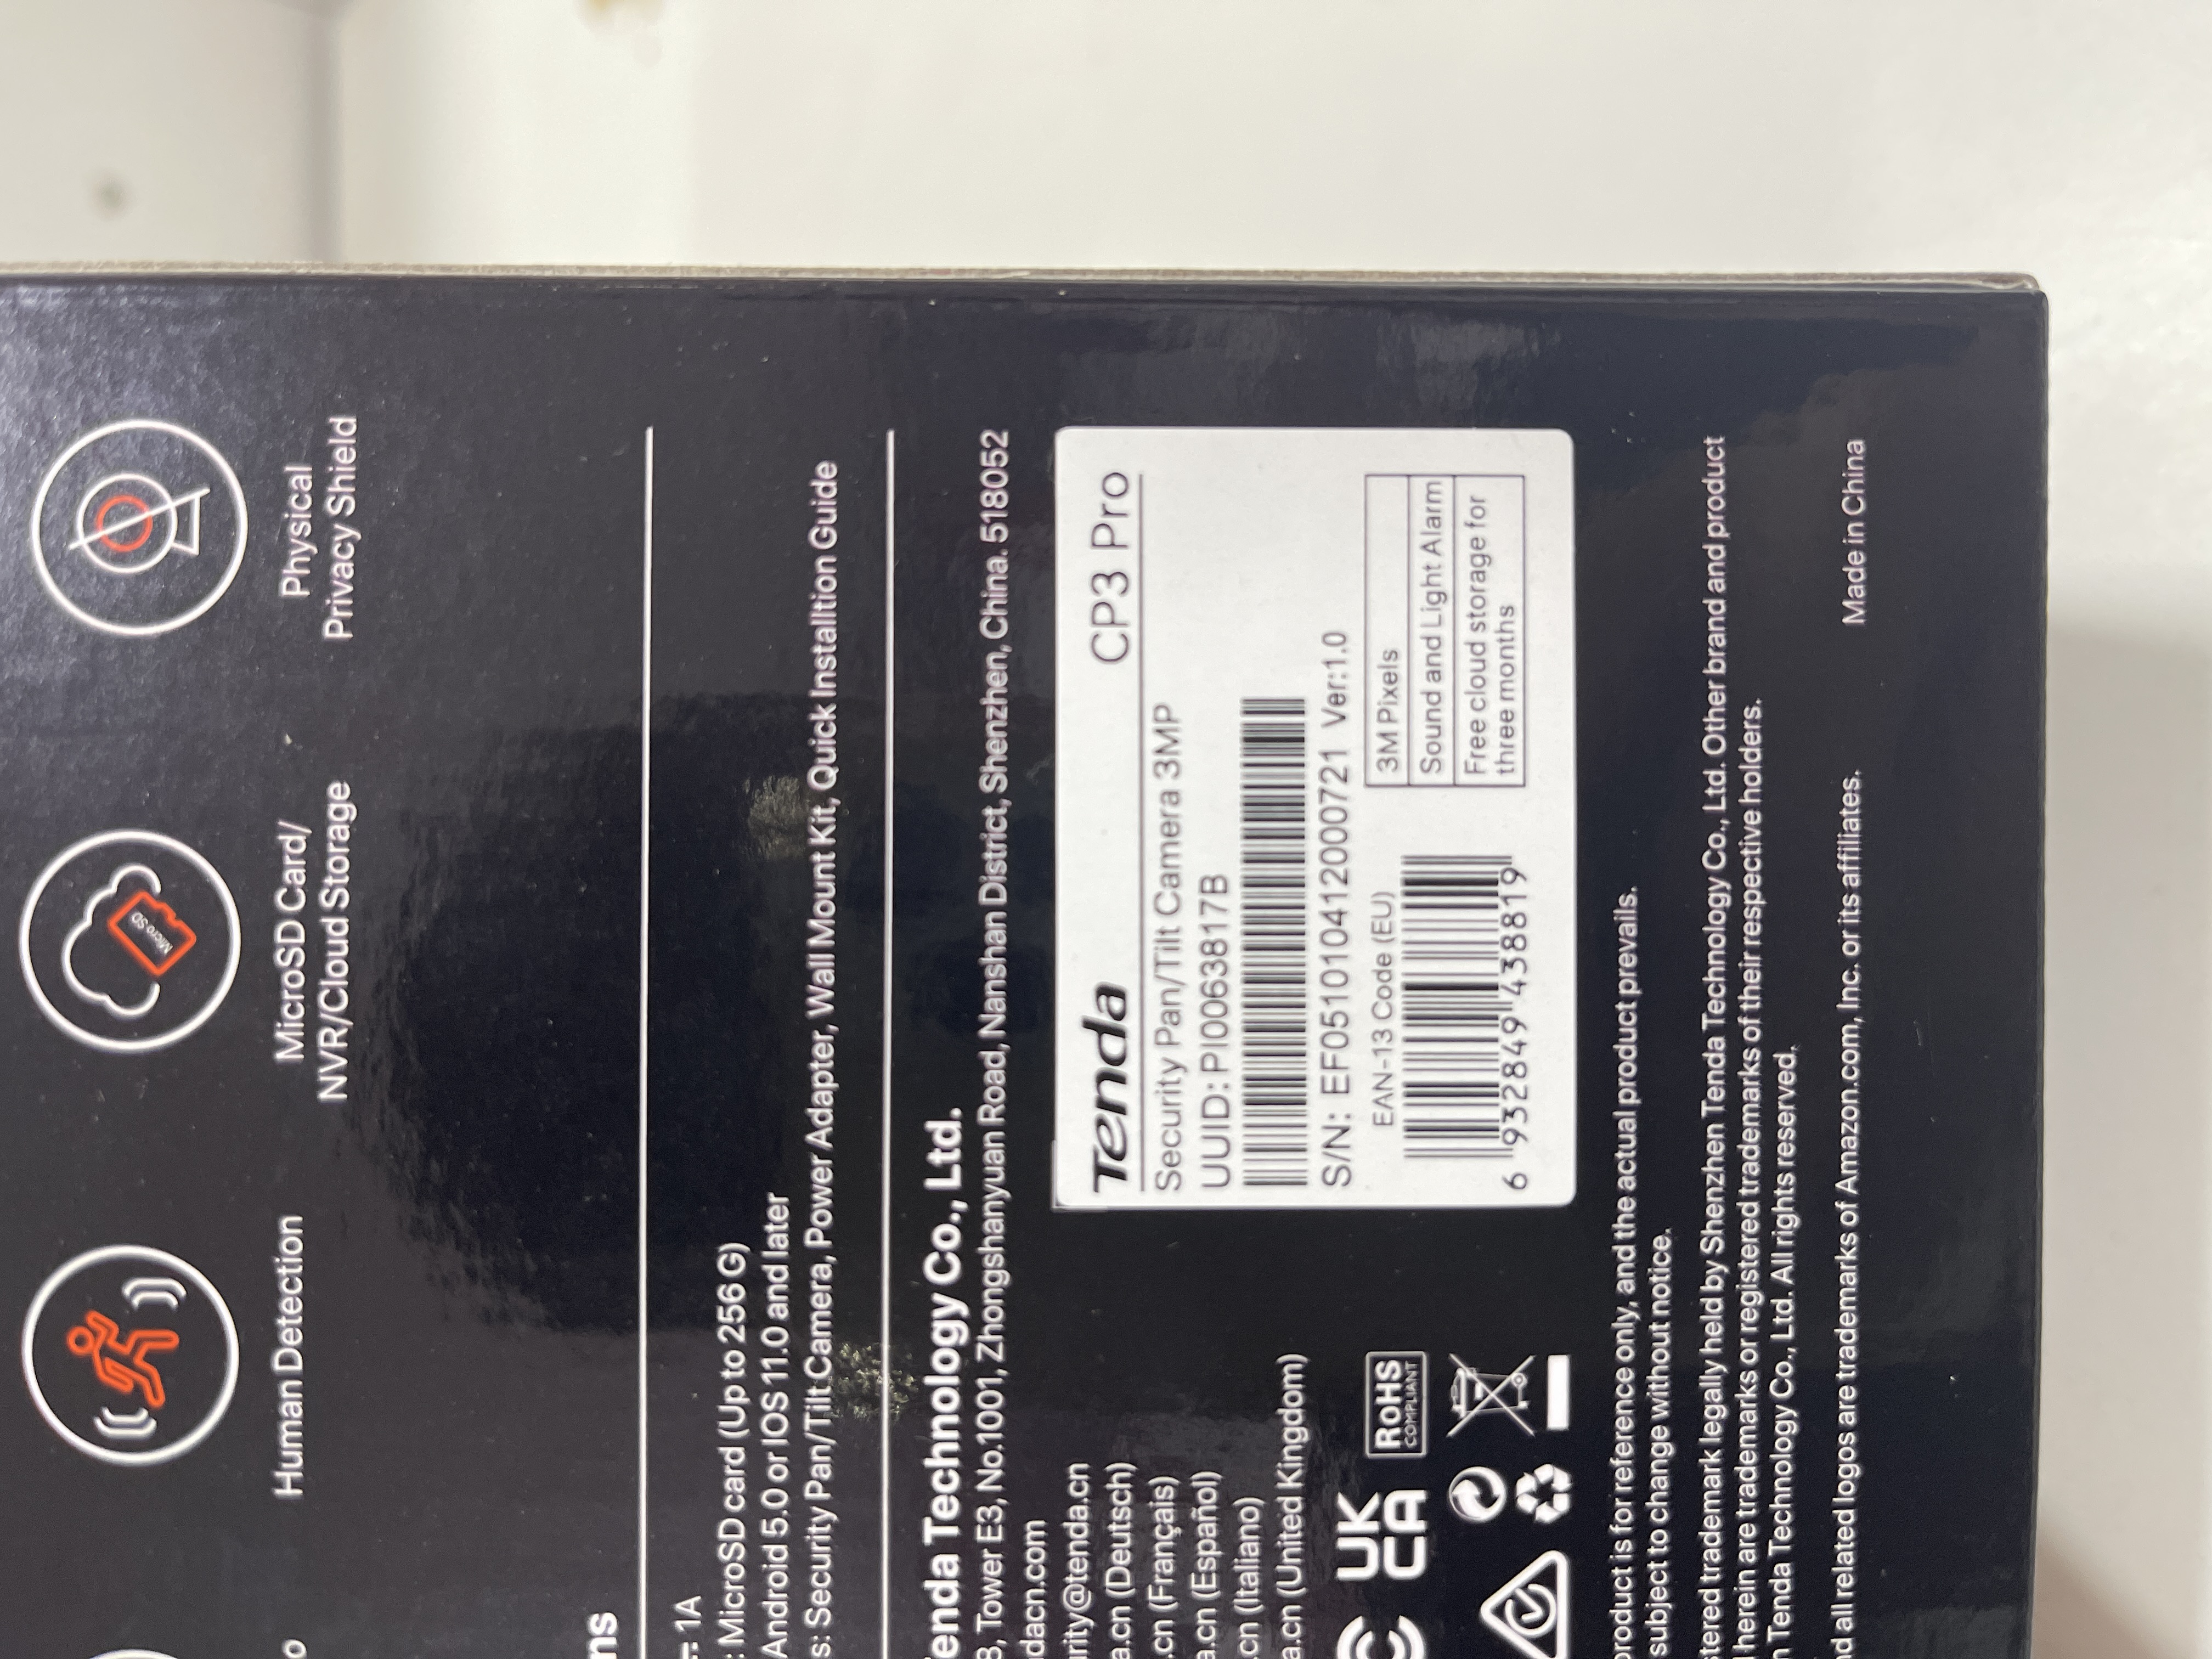 Human Detection
MicroSD
MicroSD Card/
NVR/Cloud Storage
Physical
Privacy Shield
1A
: MicroSD card (Up to 256 G)
Android 5.0 or IOS 11.0 and later
s: Security Pan/Tilt Camera, Power Adapter, Wall Mount Kit, Quick Installtion Guide
Tenda Technology Co., Ltd.
Tower E3, No.1001, Zhongshanyuan Road, Nanshan District, Shenzhen, China. 518052
dacn.com
urity@tenda.cn
a.cn (Deutsch)
.cn (Français)
a.cn (Español)
.cn (Italiano)
a.cn (United Kingdom)
UK
CA
RoHS
COMPLIANT
Tenda CP3 Pro
Security Pan/Tilt Camera 3MP
UUID:PI0063817B
S/N: EF051010412000721 Ver:1.0
EAN-13 Code (EU)
6 932849 438819
3M Pixels
Sound and Light Alarm
Free cloud storage for
three months
product is for reference only, and the actual product prevails.
subject to change without notice.
stered trademark legally held by Shenzhen Tenda Technology Co., Ltd. Other brand and product
herein are trademarks or registered trademarks of their respective holders.
Tenda Technology Co., Ltd. All rights reserved.
all related logos are trademarks of Amazon.com, Inc. or its affiliates.
Made in China